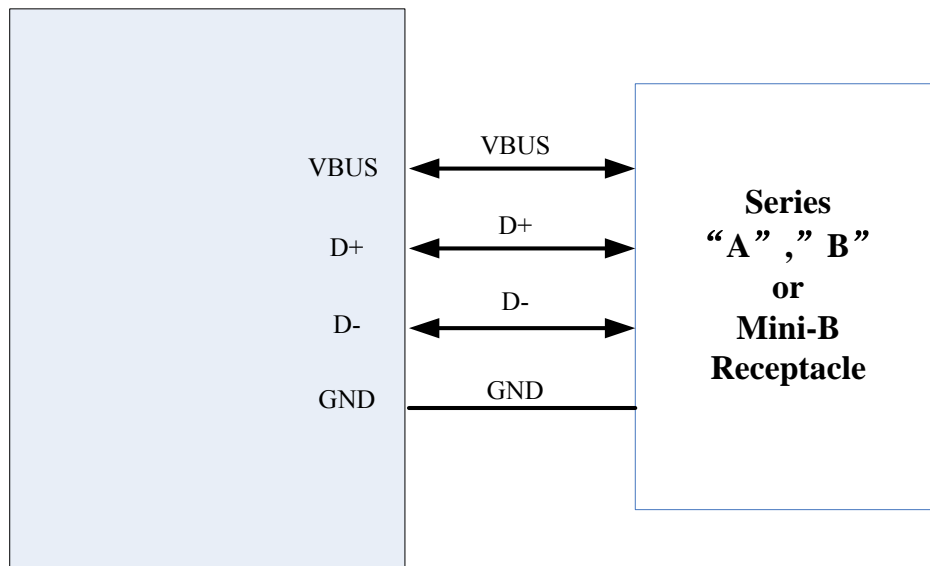 VBUS
VBUS
D+
D+
D-
D-
GND
GND
Series
“A” ,” B”
or
Mini-B
Receptacle